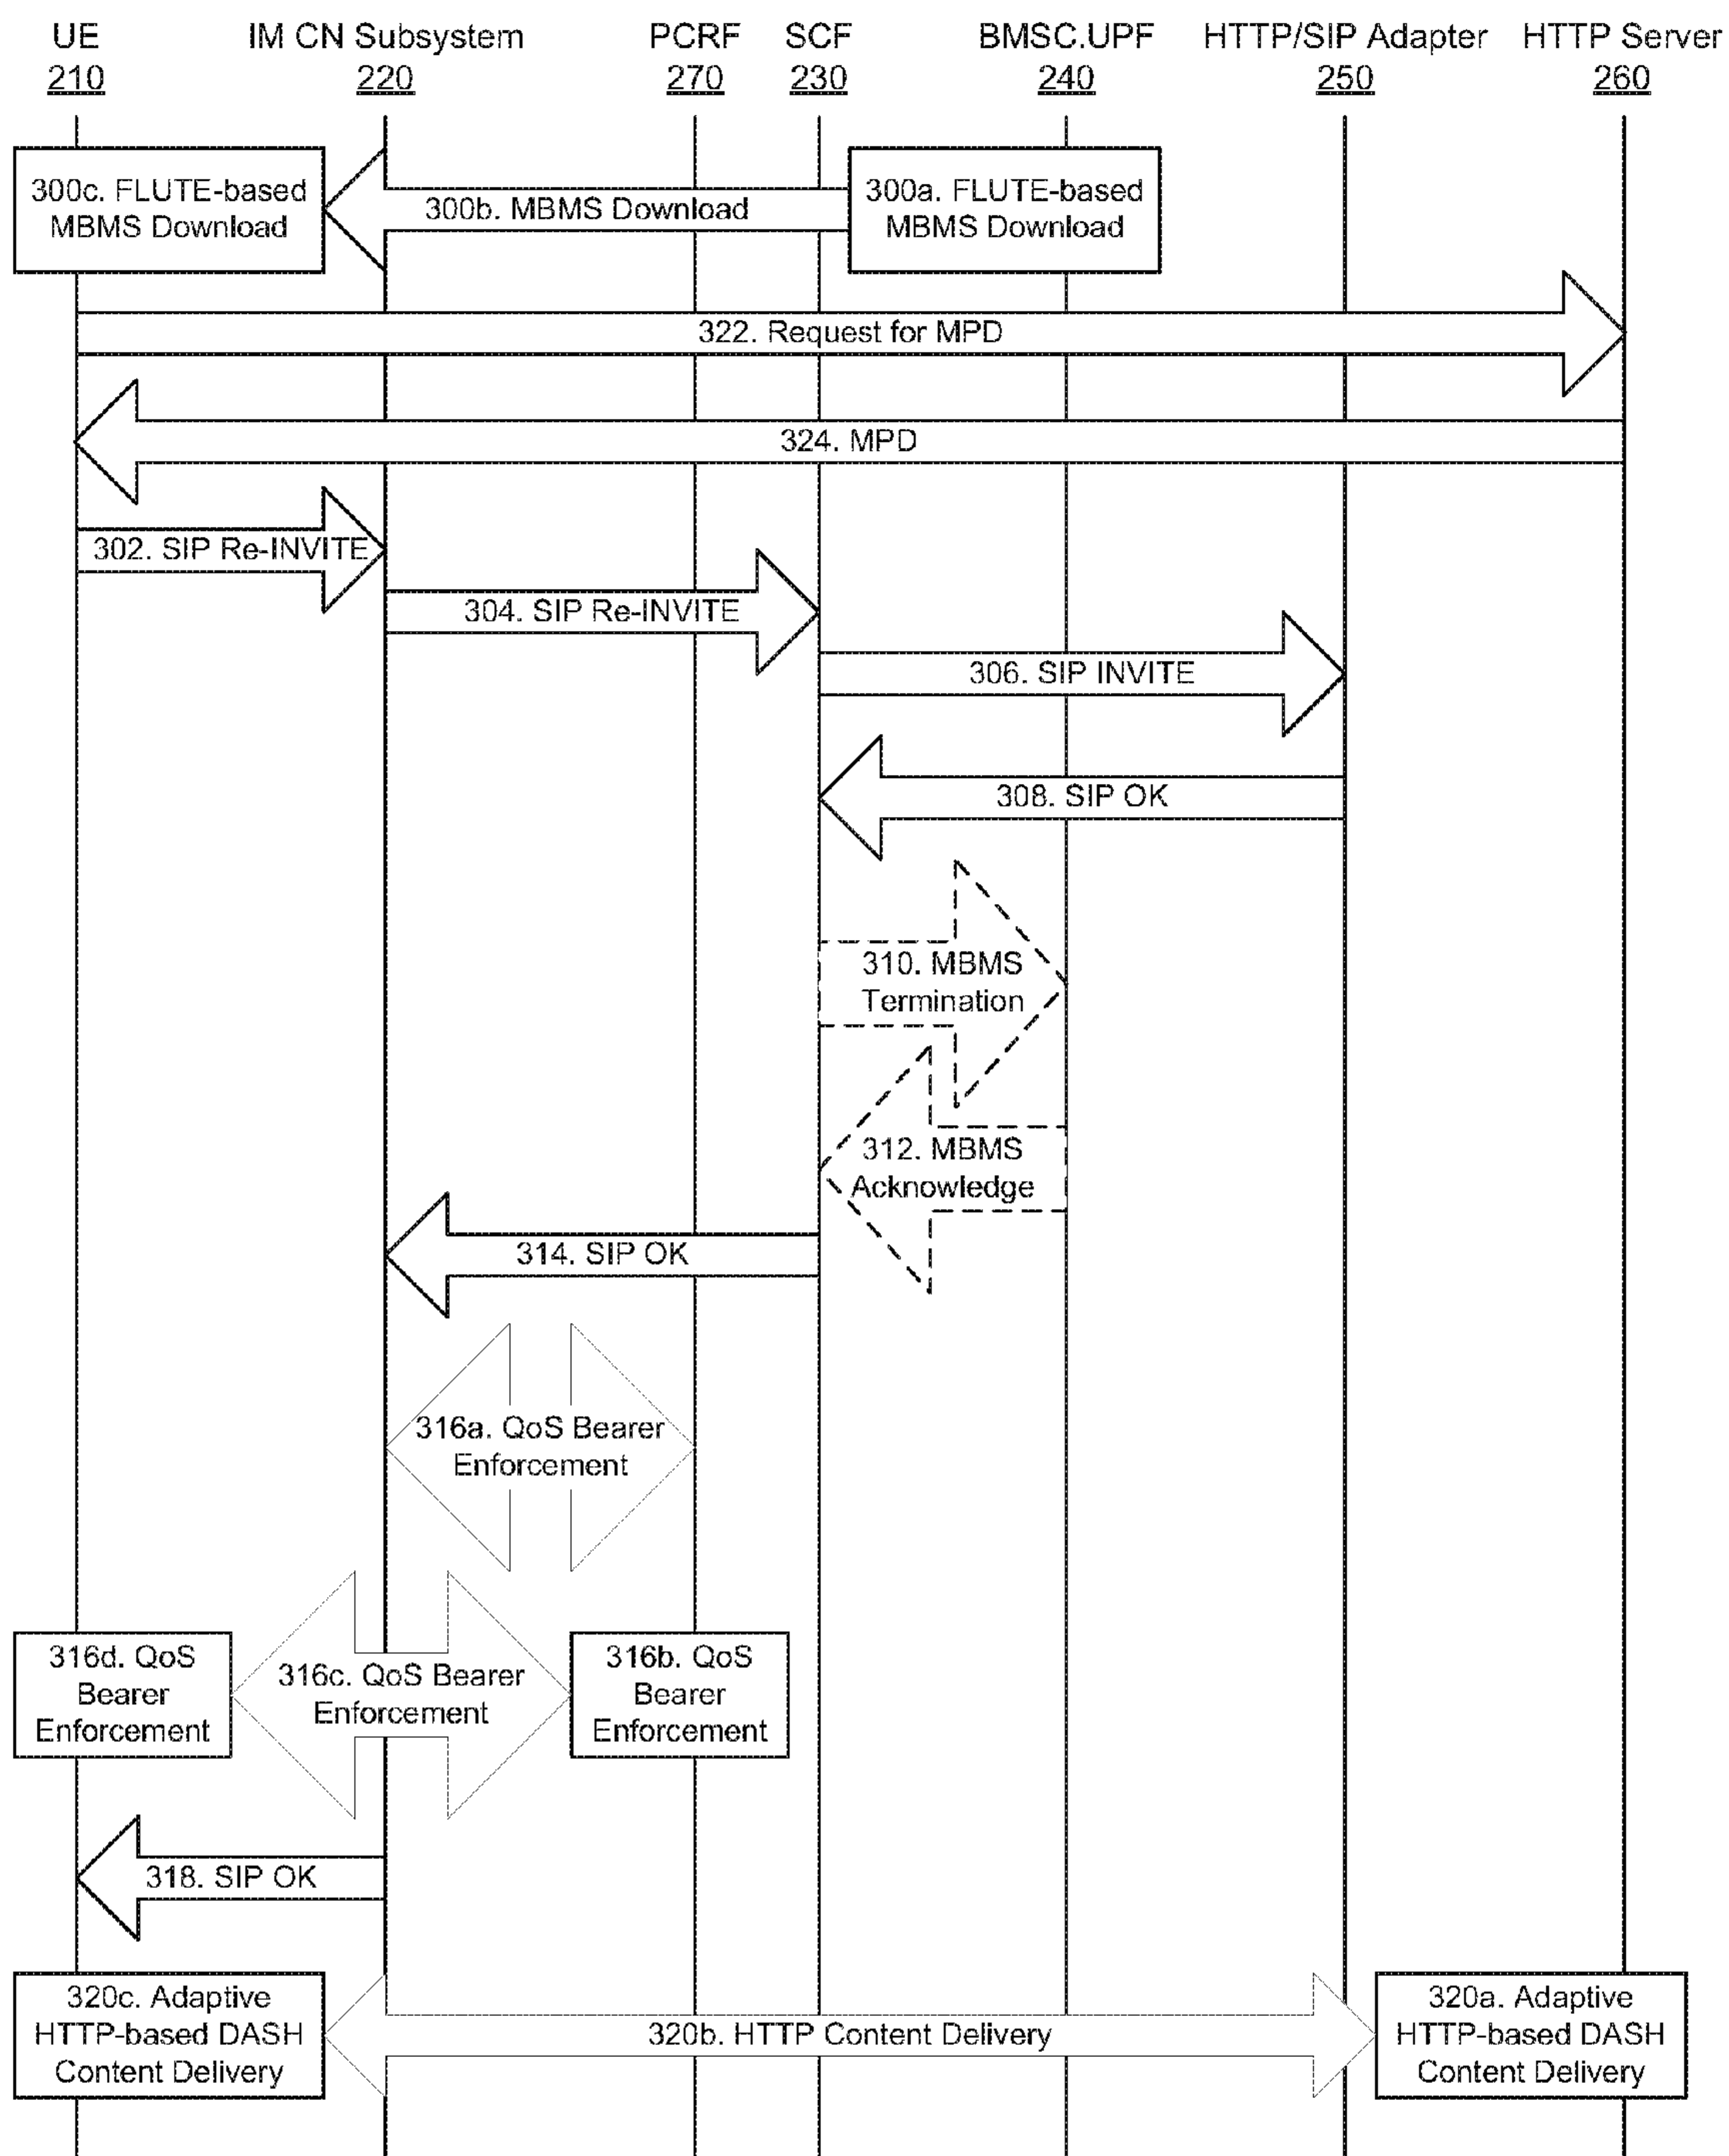 UE IM CN Subsystem PCRF SCF BMSC.UPF HTTP/SIP Adapter HTTP Server
210 220 270 230 240 250 260
300c. FLUTE-based
MBMS Download
300b. MBMS Download
300a. FLUTE-based
MBMS Download
322. Request for MPD
324. MPD
302. SIP Re-INVITE
304. SIP Re-INVITE
306. SIP INVITE
308. SIP OK
310. MBMS
Termination
312. MBMS
Acknowledge
314. SIP OK
316a. QoS Bearer
Enforcement
316d. QoS
Bearer
Enforcement
316c. QoS Bearer
Enforcement
316b. QoS
Bearer
Enforcement
318. SIP OK
320c. Adaptive
HTTP-based DASH
Content Delivery
320b. HTTP Content Delivery
320a. Adaptive
HTTP-based DASH
Content Delivery